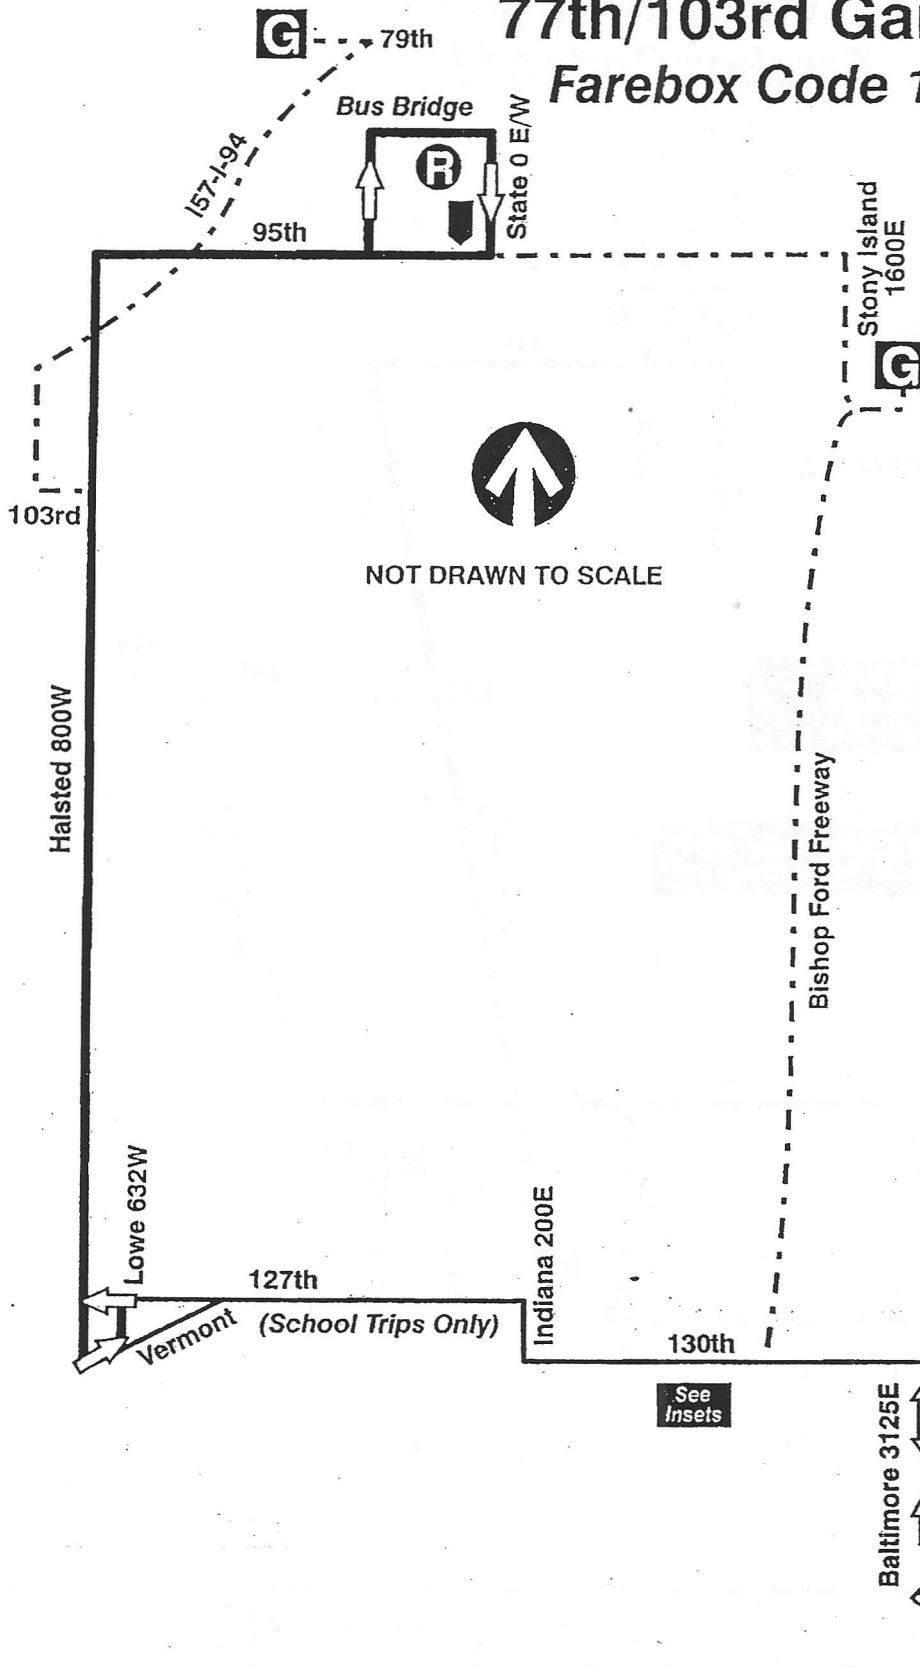 77th/103rd Ga
Farebox Code 1
G
79th
Bus Bridge
R
State 0 E/W
I57-I-94
95th
Stony Island
1600E
G
103rd
NOT DRAWN TO SCALE
Halsted 800W
Bishop Ford Freeway
Lowe 632W
127th
Indiana 200E
(School Trips Only)
Vermont
130th
See
Insets
Baltimore 3125E